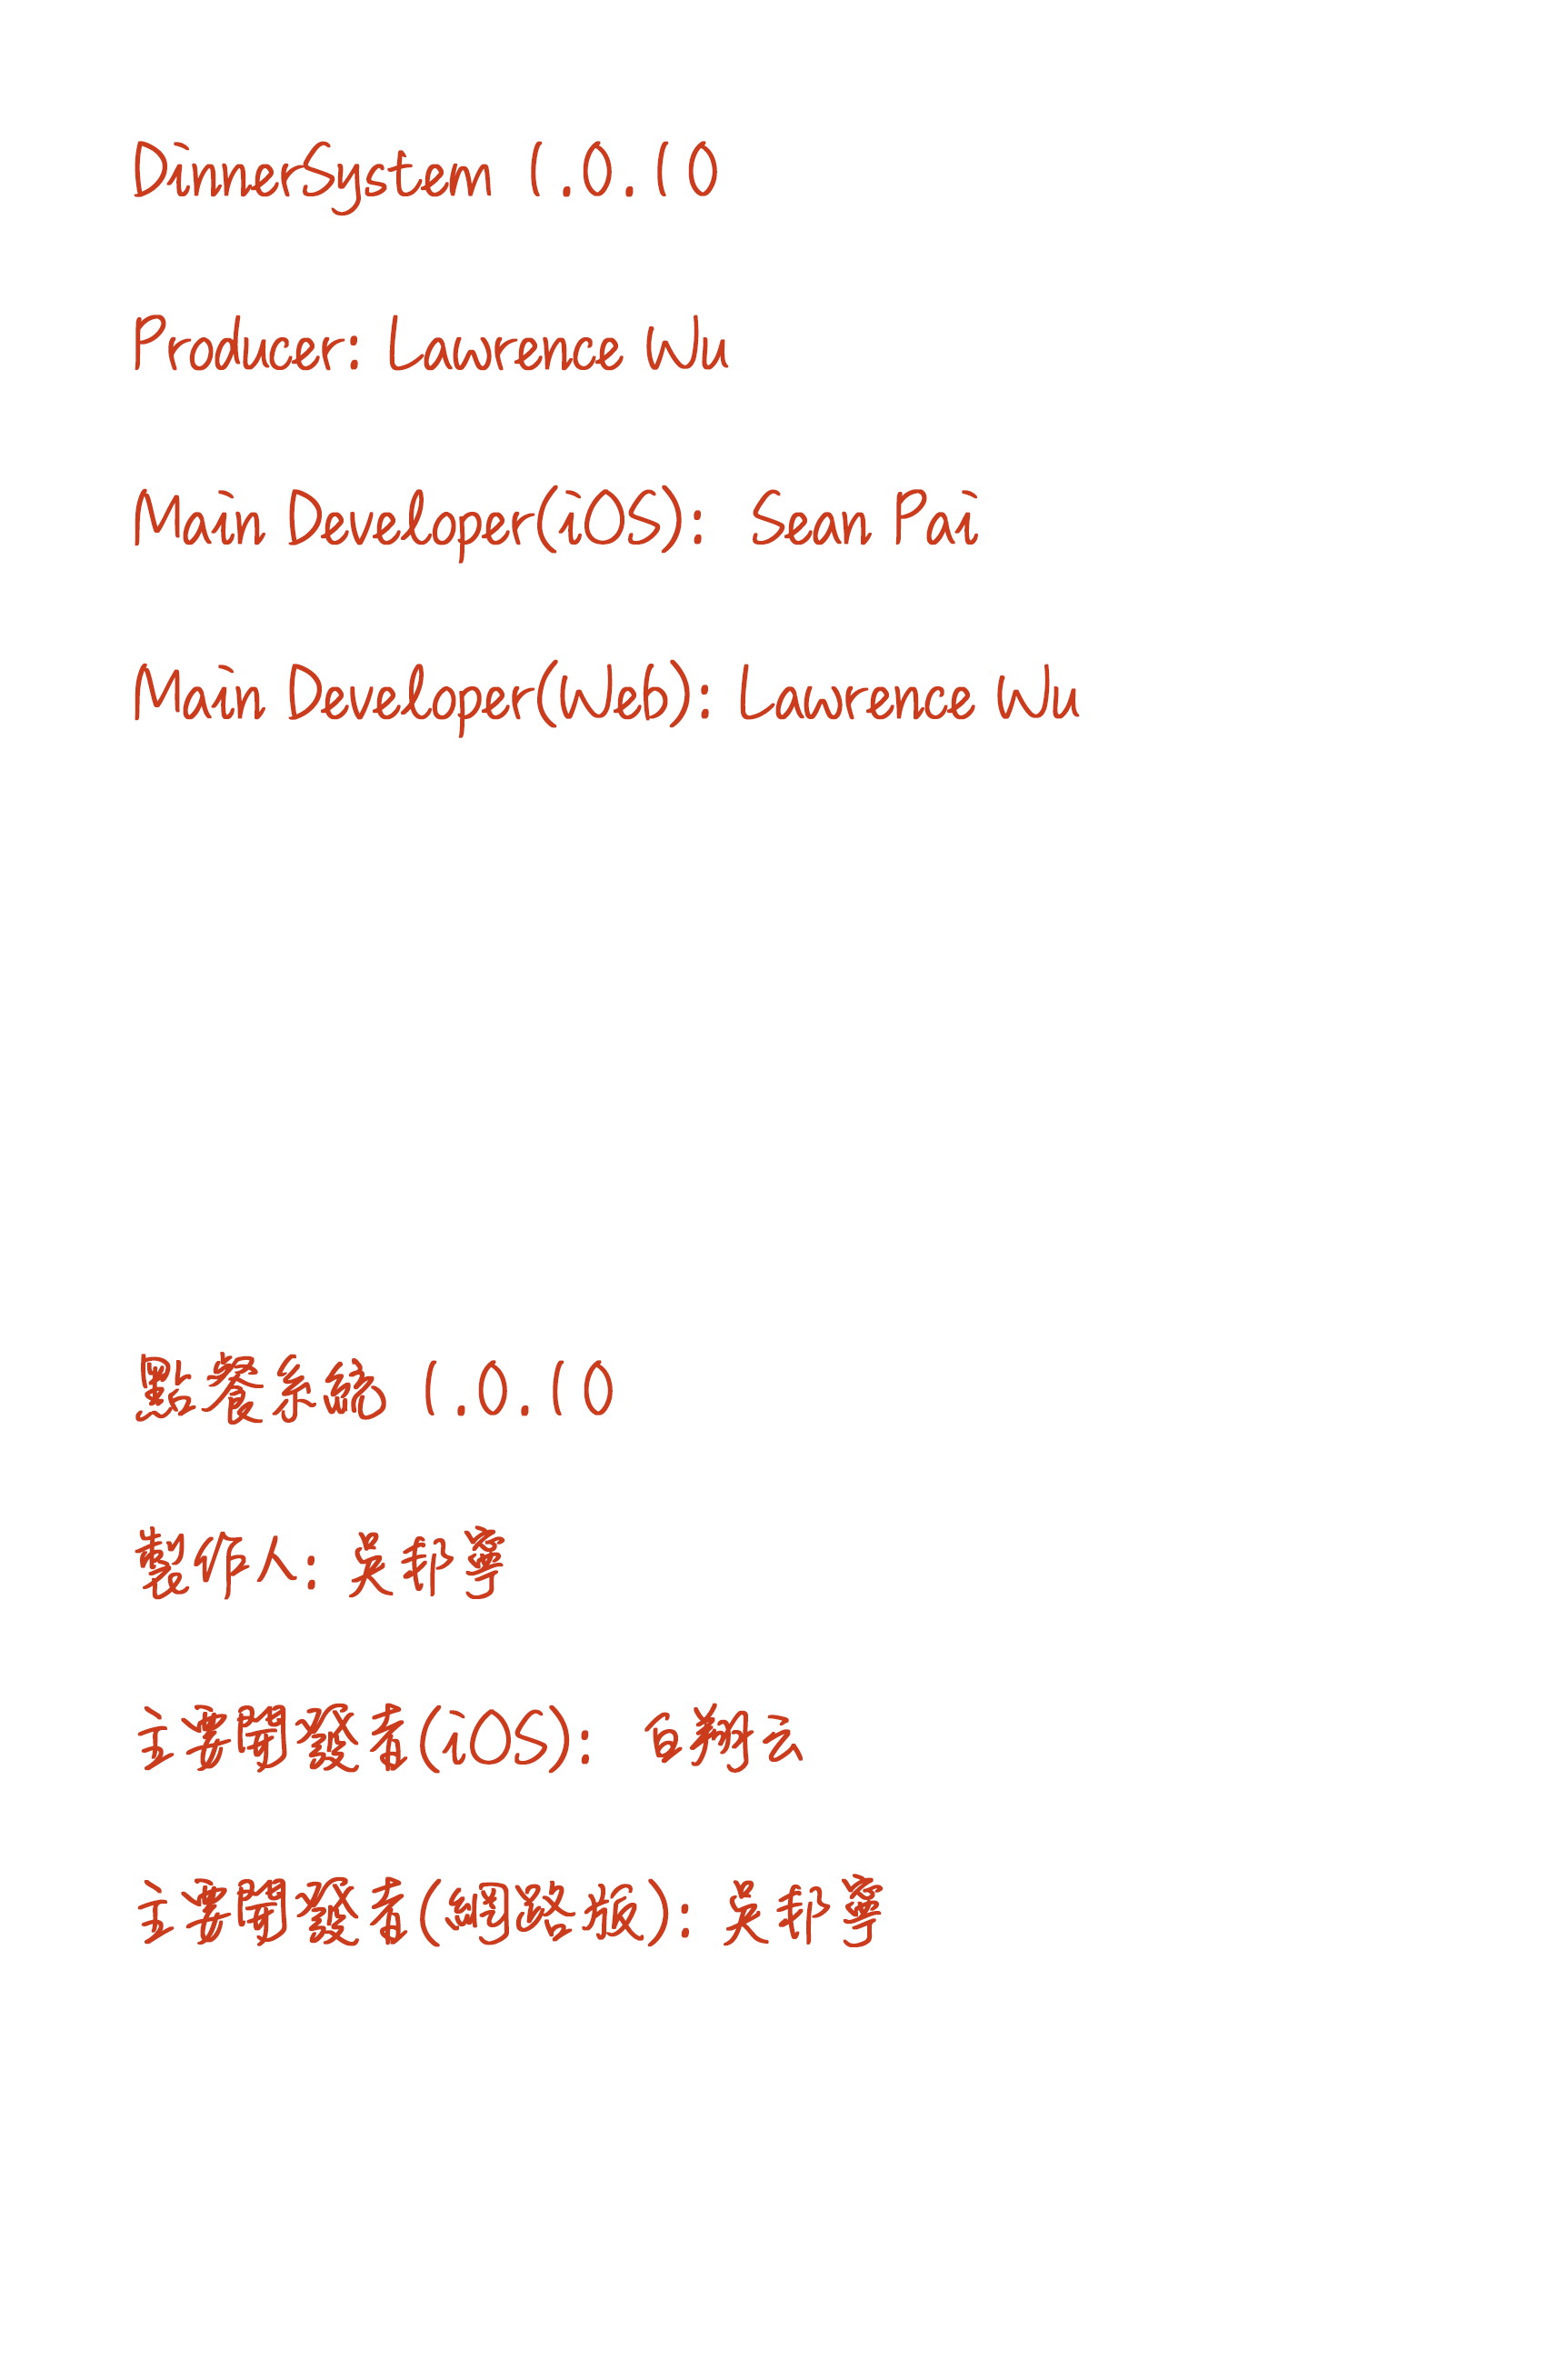 DinnerSystem 1.0.10
Producer: Lawrence Wu
Main Developer(iOS): Sean Pai
Main Developer(Web): Lawrence Wu
點餐系統 1.0.10
製作人: 吳邦寧
主要開發者(iOS): 白翔云
主要開發者(網路版): 吳邦寧